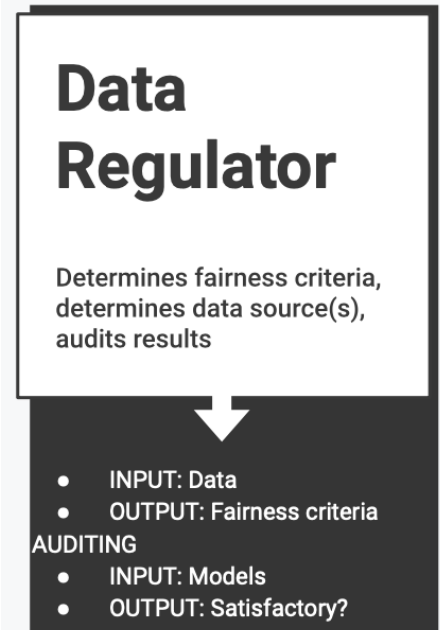 Data
Regulator
Determines fairness criteria,
determines data source(s),
audits results
● INPUT: Data
● OUTPUT: Fairness criteria
AUDITING
● INPUT: Models
● OUTPUT: Satisfactory?